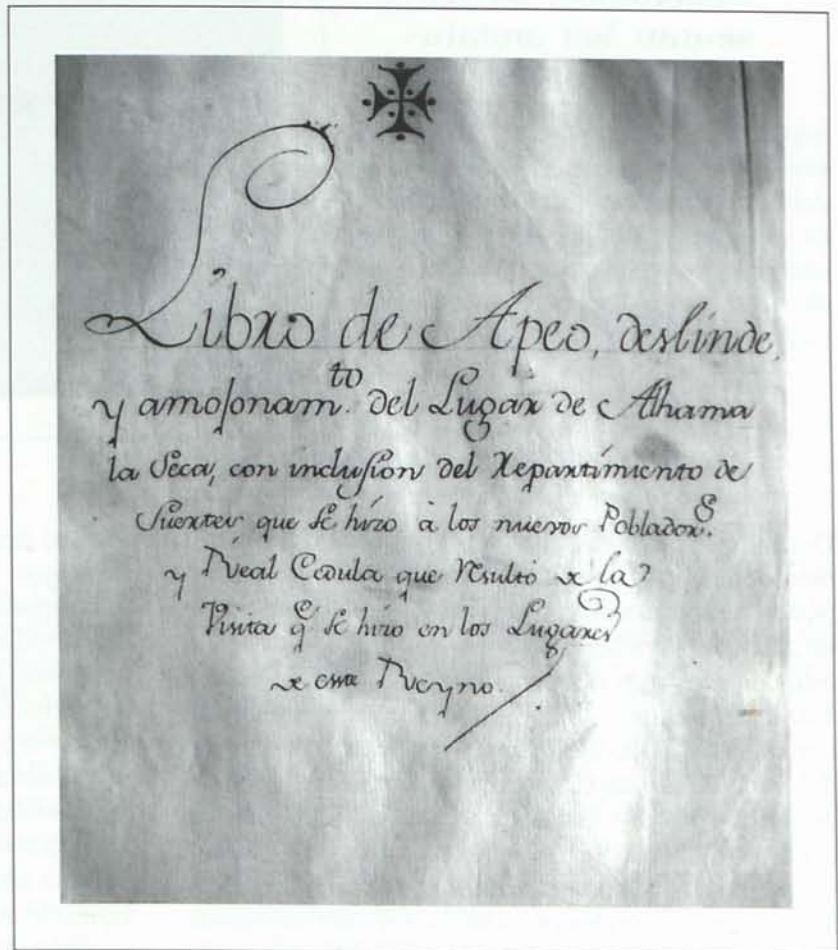 Libro de Apeo, deslinde,
y amojonam.to del Lugar de Alhama
la Seca, con inclusion del Repartimiento de
Suertes que se hizo à los nuevos Pobladores.
y Real Cedula que resultó de la
Visita q.e se hizo en los Lugares
de este Reyno.